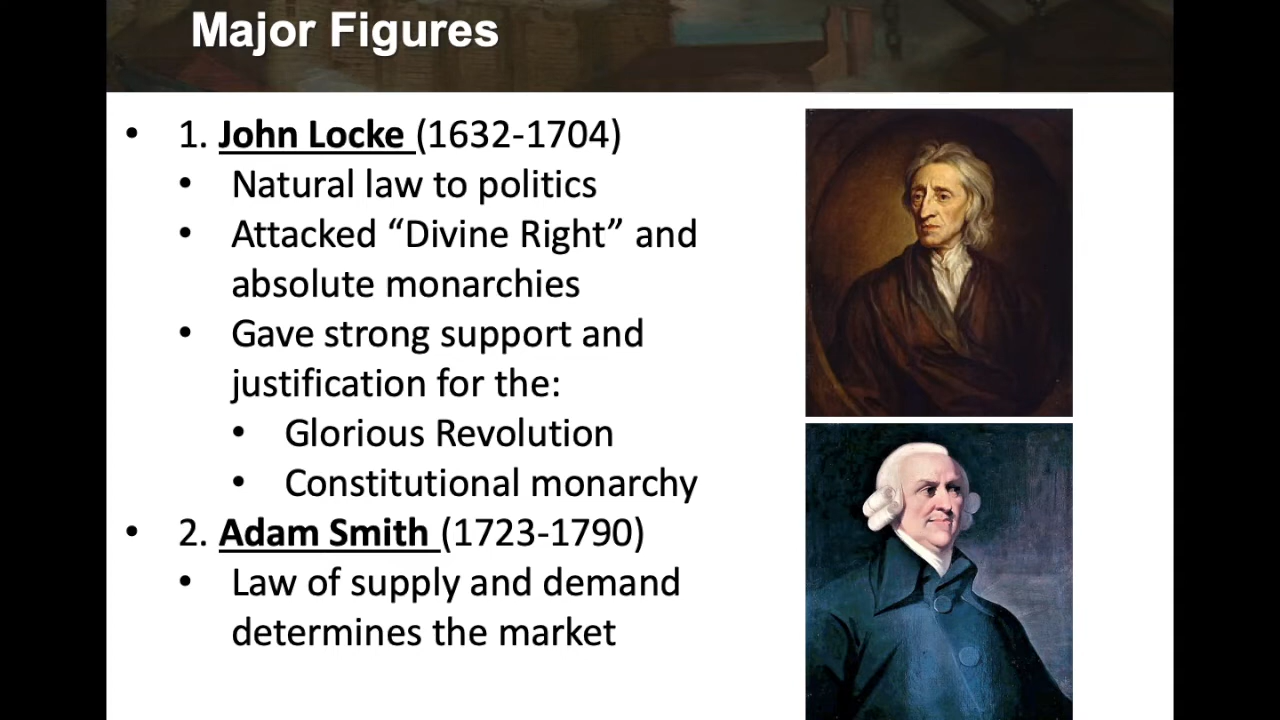 Major Figures
• 1. John Locke (1632-1704)
• Natural law to politics
• Attacked “Divine Right” and
absolute monarchies
• Gave strong support and
justification for the:
• Glorious Revolution
• Constitutional monarchy
• 2. Adam Smith (1723-1790)
• Law of supply and demand
determines the market